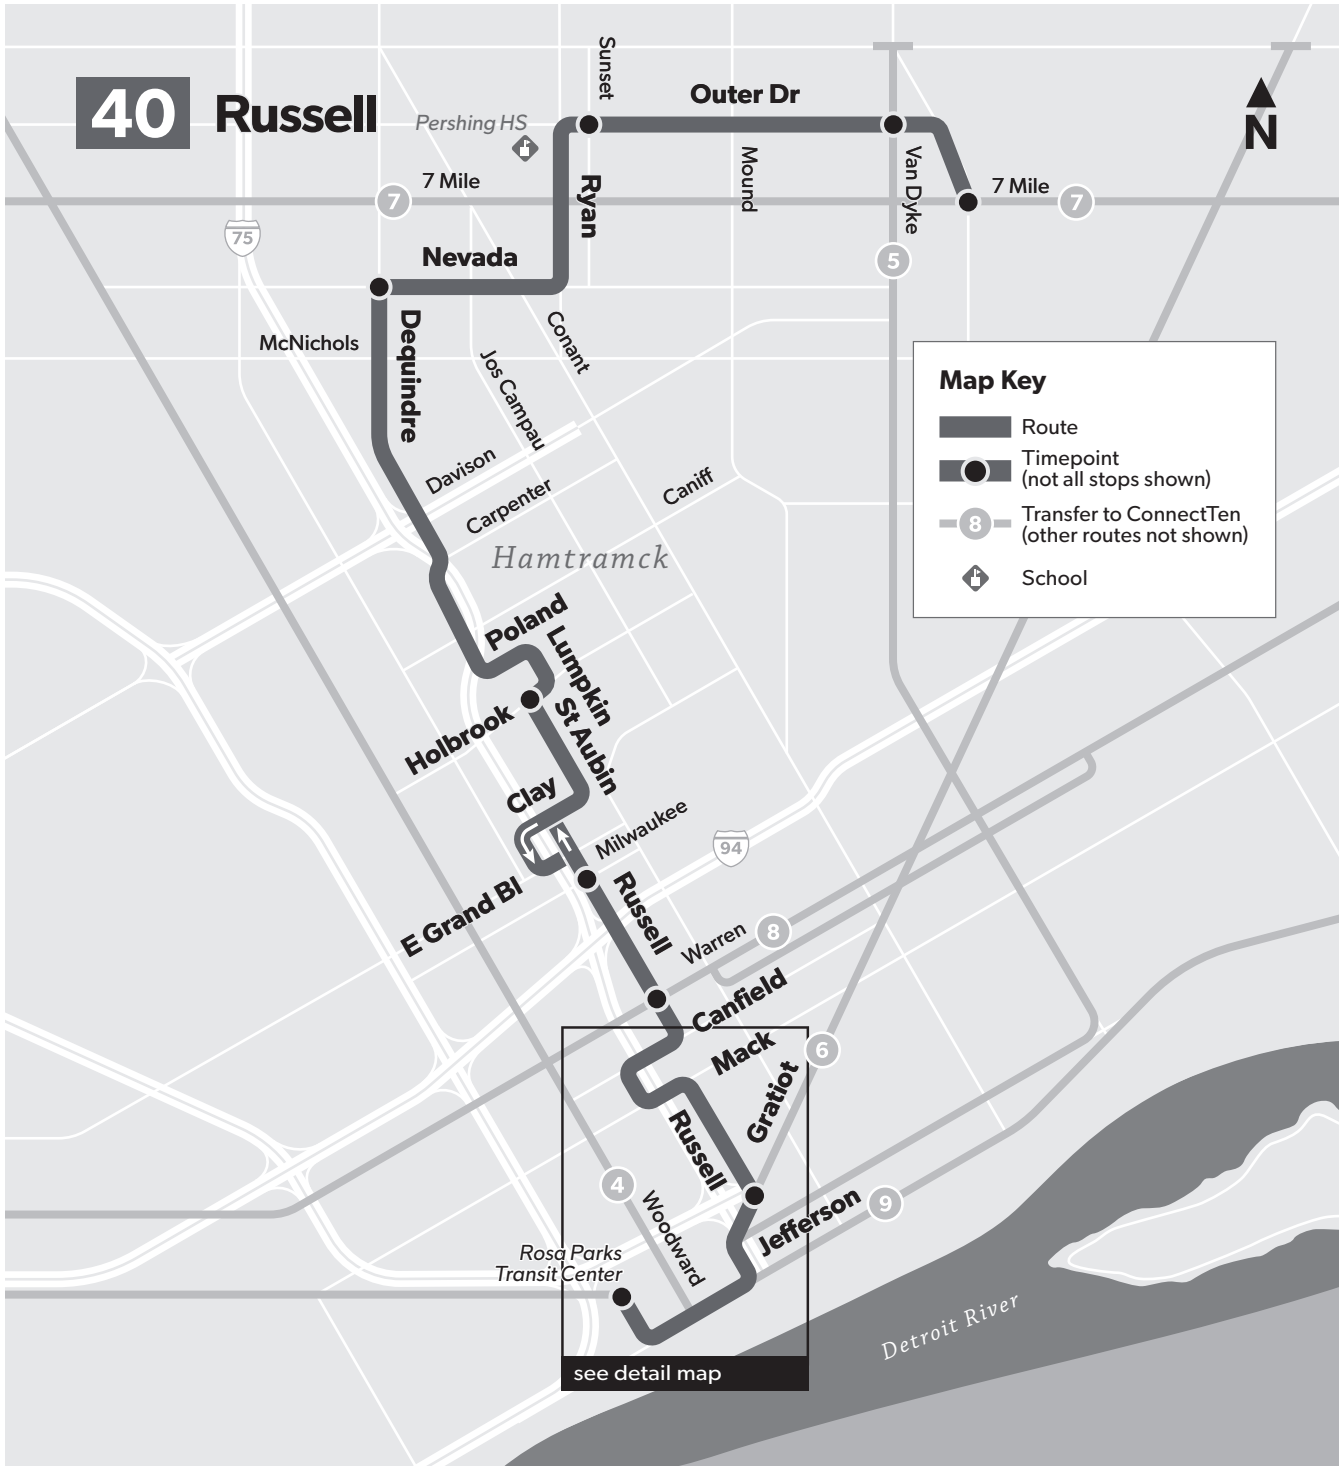 40 Russell
Sunset
Outer Dr
Pershing HS
N
7 Mile
7
Ryan
Mound
Van Dyke
7 Mile
7
75
Nevada
5
McNichols
Dequindre
Conant
Jos Campau
Davison
Carpenter
Caniff
Hamtramck
Map Key
Route
Timepoint
(not all stops shown)
8
Transfer to ConnectTen
(other routes not shown)
School
Poland
Lumpkin
Holbrook
St Aubin
Clay
Milwaukee
94
E Grand Bl
Russell
Warren
8
Canfield
Mack
6
Gratiot
Russell
4
Woodward
Jefferson
9
Rosa Parks
Transit Center
Detroit River
see detail map